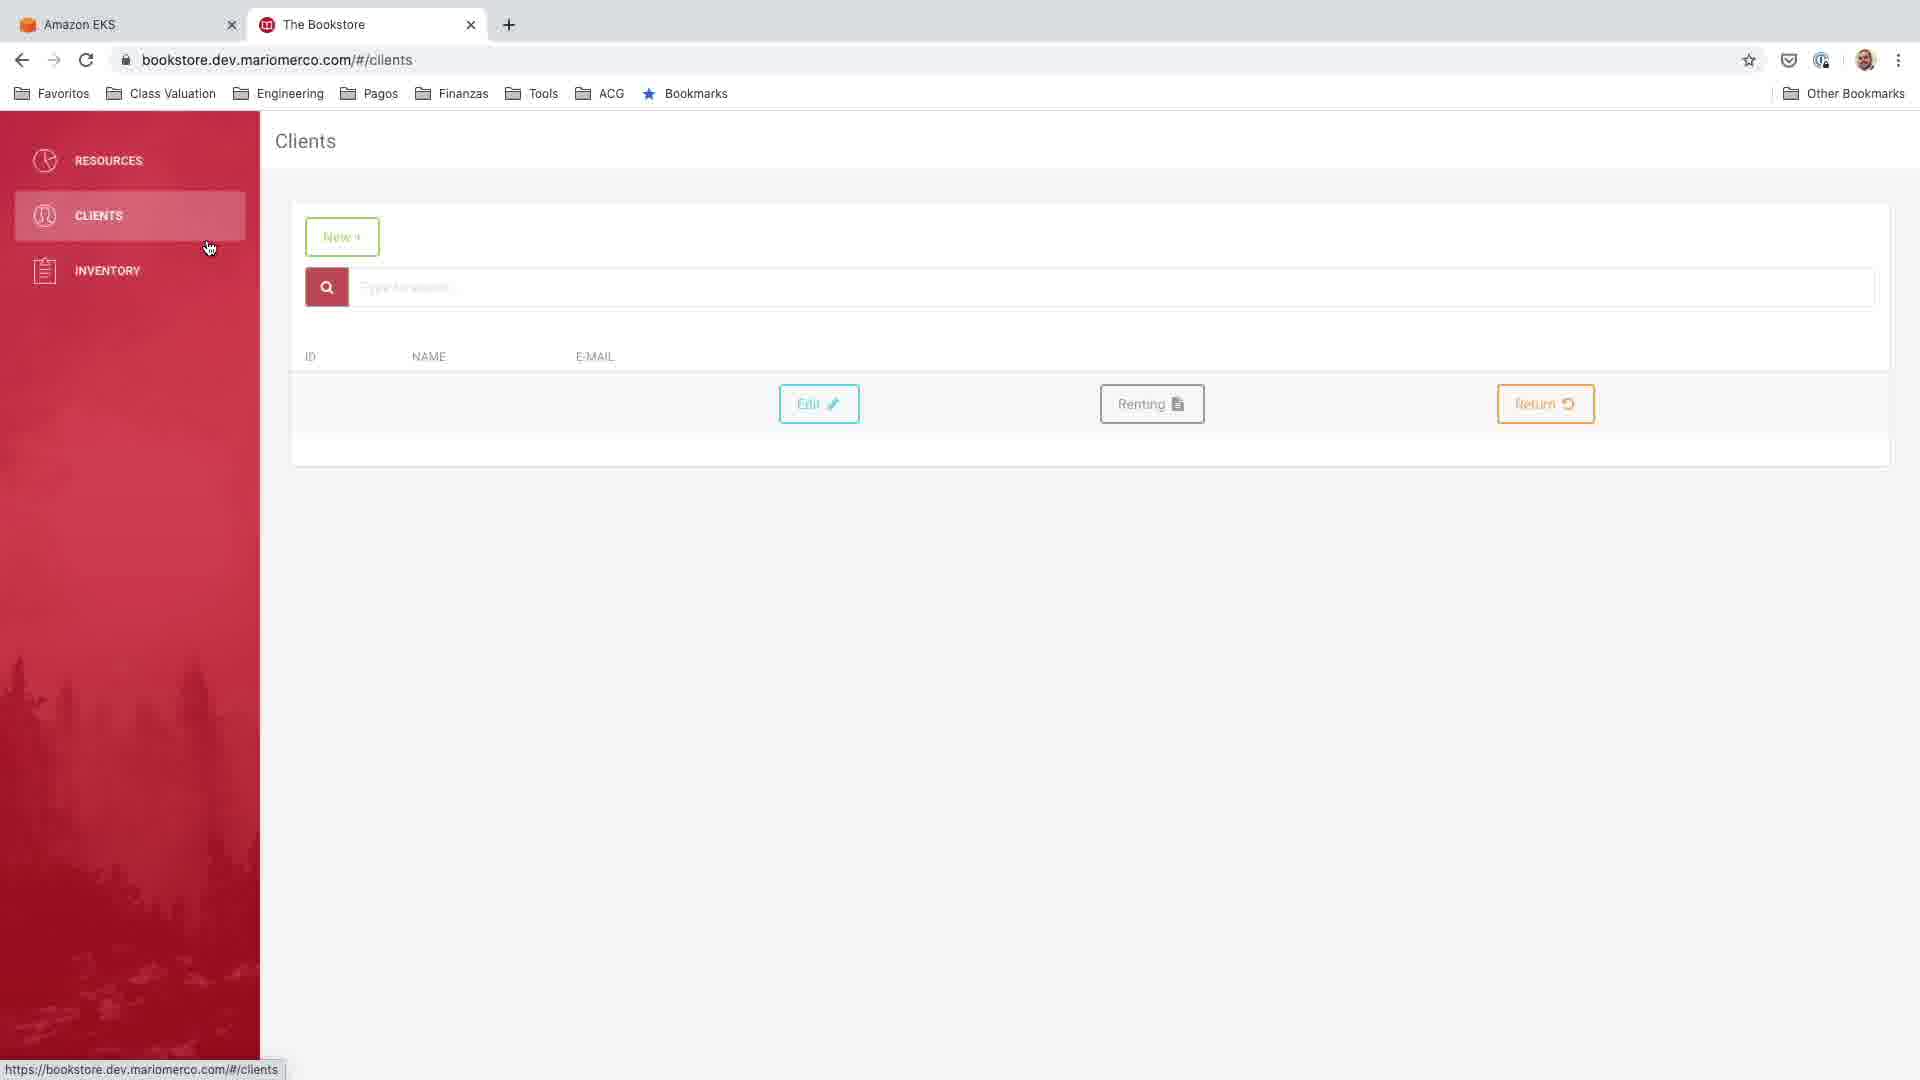 Amazon EKS
The Bookstore
bookstore.dev.mariomerco.com/#/clients
Favoritos
Class Valuation
Engineering
Pagos
Finanzas
Tools
ACG
Bookmarks
Other Bookmarks
RESOURCES
CLIENTS
INVENTORY
Clients
New +
Type to search...
ID
NAME
E-MAIL
Edit
Renting
Return
https://bookstore.dev.mariomerco.com/#/clients